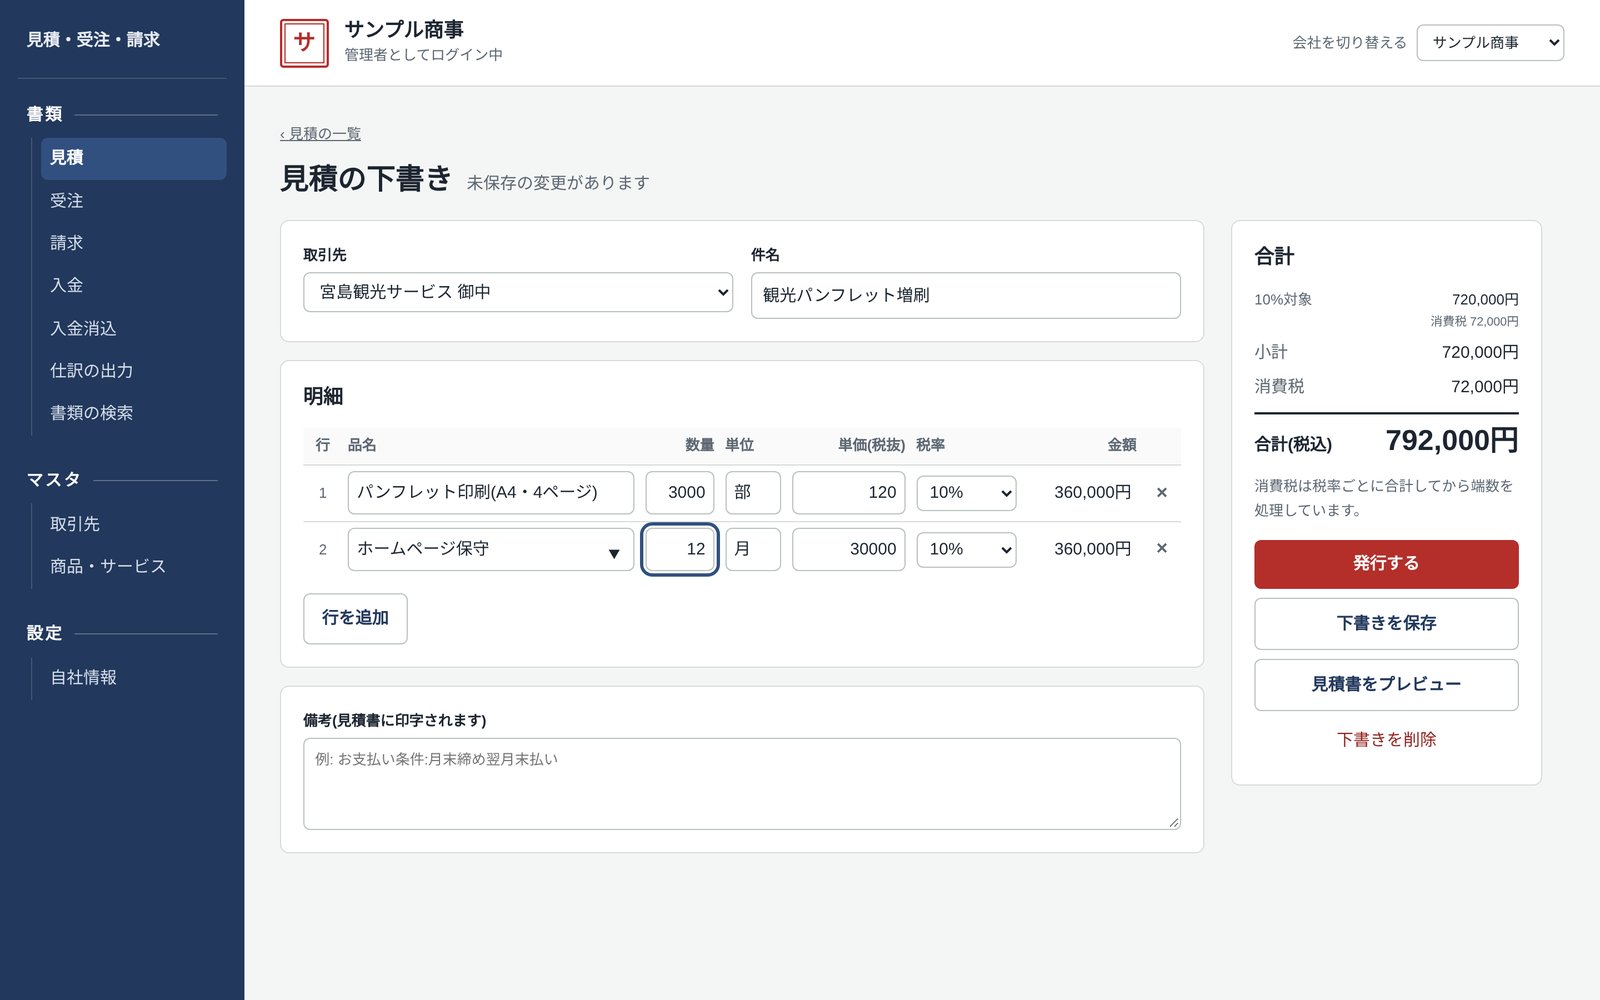 見積・受注・請求
書類
見積
受注
請求
入金
入金消込
仕訳の出力
書類の検索
マスタ
取引先
商品・サービス
設定
自社情報
サ
サンプル商事
管理者としてログイン中
会社を切り替える サンプル商事
‹ 見積の一覧
見積の下書き 未保存の変更があります
取引先
宮島観光サービス 御中
件名
観光パンフレット増刷
明細
行 品名 数量 単位 単価(税抜) 税率 金額
1 パンフレット印刷(A4・4ページ) 3000 部 120 10% 360,000円 ×
2 ホームページ保守 12 月 30000 10% 360,000円 ×
行を追加
備考(見積書に印字されます)
例: お支払い条件:月末締め翌月末払い
合計
10%対象 720,000円
消費税 72,000円
小計 720,000円
消費税 72,000円
合計(税込) 792,000円
消費税は税率ごとに合計してから端数を
処理しています。
発行する
下書きを保存
見積書をプレビュー
下書きを削除